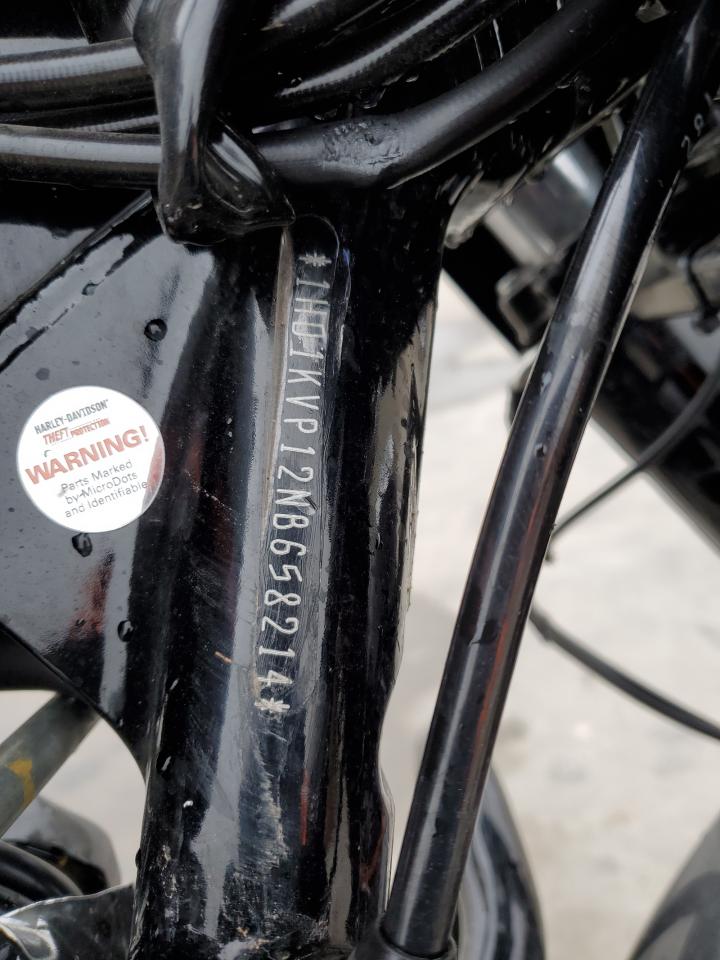 HARLEY-DAVIDSON
THEFT PROTECTION
WARNING!
Parts Marked
by MicroDots
and Identifiable
*1HD1KVP12NB658214*